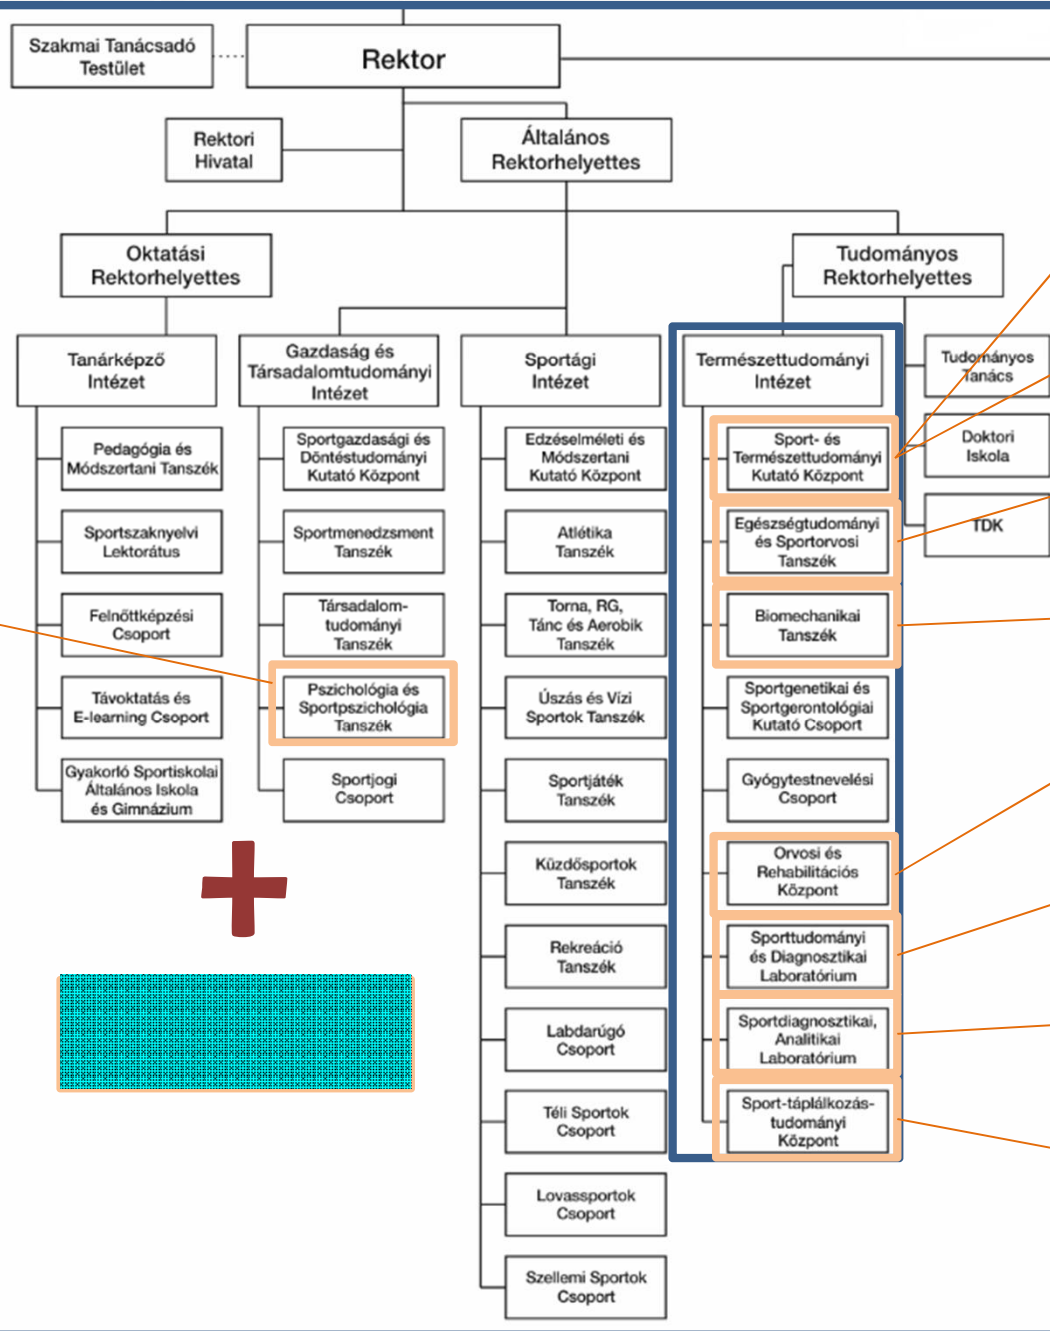 Szakmai Tanácsadó
Testület
Rektor
Rektori
Hivatal
Általános
Rektorhelyettes
Oktatási
Rektorhelyettes
Tudományos
Rektorhelyettes
Tanárképző
Intézet
Gazdaság és
Társadalomtudományi
Intézet
Sportági
Intézet
Természettudományi
Intézet
Tudományos
Tanács
Doktori
Iskola
TDK
Pedagógia és
Módszertani Tanszék
Sportszaknyelvi
Lektorátus
Felnőttképzési
Csoport
Távoktatás és
E-learning Csoport
Gyakorló Sportiskolai
Általános Iskola
és Gimnázium
Sportgazdasági és
Döntéstudományi
Kutató Központ
Sportmenedzsment
Tanszék
Társadalom-
tudományi
Tanszék
Pszichológia és
Sportpszichológia
Tanszék
Sportjogi
Csoport
Edzéselméleti és
Módszertani
Kutató Központ
Atlétika
Tanszék
Torna, RG,
Tánc és Aerobik
Tanszék
Úszás és Vízi
Sportok Tanszék
Sportjáték
Tanszék
Küzdősportok
Tanszék
Rekreáció
Tanszék
Labdarúgó
Csoport
Téli Sportok
Csoport
Lovassportok
Csoport
Szellemi Sportok
Csoport
Sport- és
Természettudományi
Kutató Központ
Egészségtudományi
és Sportorvosi
Tanszék
Biomechanikai
Tanszék
Sportgenetikai és
Sportgerontológiai
Kutató Csoport
Gyógytestnevelési
Csoport
Orvosi és
Rehabilitációs
Központ
Sporttudományi
és Diagnosztikai
Laboratórium
Sportdiagnosztikai,
Analitikai
Laboratórium
Sport-táplálkozás-
tudományi
Központ